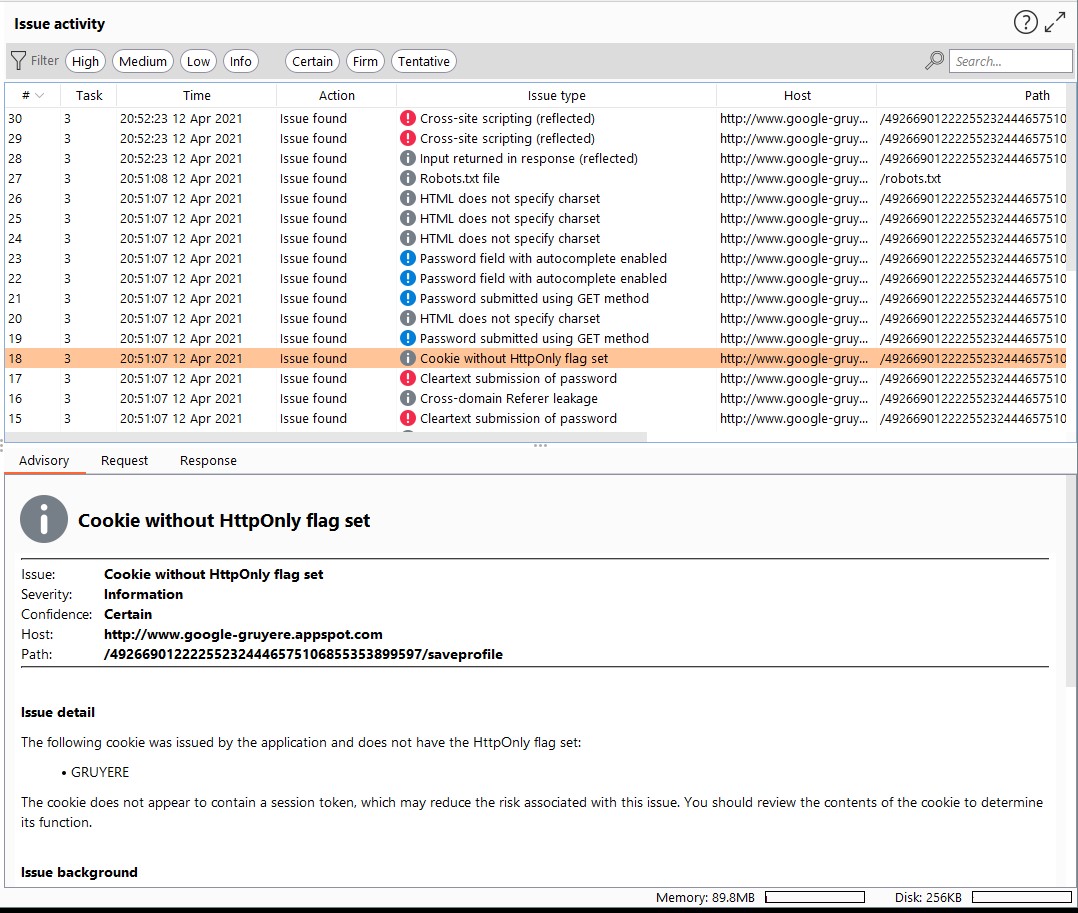 Issue activity
Filter High Medium Low Info Certain Firm Tentative Search...
# Task Time Action Issue type Host Path
30 3 20:52:23 12 Apr 2021 Issue found Cross-site scripting (reflected) http://www.google-gruy... /49266901222255232444657510
29 3 20:52:23 12 Apr 2021 Issue found Cross-site scripting (reflected) http://www.google-gruy... /49266901222255232444657510
28 3 20:52:23 12 Apr 2021 Issue found Input returned in response (reflected) http://www.google-gruy... /49266901222255232444657510
27 3 20:51:08 12 Apr 2021 Issue found Robots.txt file http://www.google-gruy... /robots.txt
26 3 20:51:07 12 Apr 2021 Issue found HTML does not specify charset http://www.google-gruy... /49266901222255232444657510
25 3 20:51:07 12 Apr 2021 Issue found HTML does not specify charset http://www.google-gruy... /49266901222255232444657510
24 3 20:51:07 12 Apr 2021 Issue found HTML does not specify charset http://www.google-gruy... /49266901222255232444657510
23 3 20:51:07 12 Apr 2021 Issue found Password field with autocomplete enabled http://www.google-gruy... /49266901222255232444657510
22 3 20:51:07 12 Apr 2021 Issue found Password field with autocomplete enabled http://www.google-gruy... /49266901222255232444657510
21 3 20:51:07 12 Apr 2021 Issue found Password submitted using GET method http://www.google-gruy... /49266901222255232444657510
20 3 20:51:07 12 Apr 2021 Issue found HTML does not specify charset http://www.google-gruy... /49266901222255232444657510
19 3 20:51:07 12 Apr 2021 Issue found Password submitted using GET method http://www.google-gruy... /49266901222255232444657510
18 3 20:51:07 12 Apr 2021 Issue found Cookie without HttpOnly flag set http://www.google-gruy... /49266901222255232444657510
17 3 20:51:07 12 Apr 2021 Issue found Cleartext submission of password http://www.google-gruy... /49266901222255232444657510
16 3 20:51:07 12 Apr 2021 Issue found Cross-domain Referer leakage http://www.google-gruy... /49266901222255232444657510
15 3 20:51:07 12 Apr 2021 Issue found Cleartext submission of password http://www.google-gruy... /49266901222255232444657510
Advisory Request Response
Cookie without HttpOnly flag set
Issue: Cookie without HttpOnly flag set
Severity: Information
Confidence: Certain
Host: http://www.google-gruyere.appspot.com
Path: /492669012222552324446575106855353899597/saveprofile
Issue detail
The following cookie was issued by the application and does not have the HttpOnly flag set:
• GRUYERE
The cookie does not appear to contain a session token, which may reduce the risk associated with this issue. You should review the contents of the cookie to determine
its function.
Issue background
Memory: 89.8MB Disk: 256KB